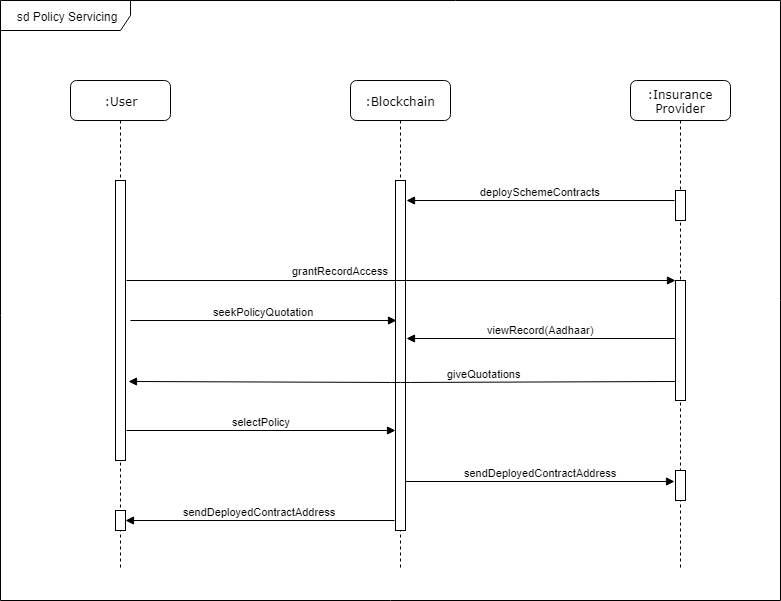 sd Policy Servicing
:User
:Blockchain
:Insurance
Provider
deploySchemeContracts
grantRecordAccess
seekPolicyQuotation
viewRecord(Aadhaar)
giveQuotations
selectPolicy
sendDeployedContractAddress
sendDeployedContractAddress